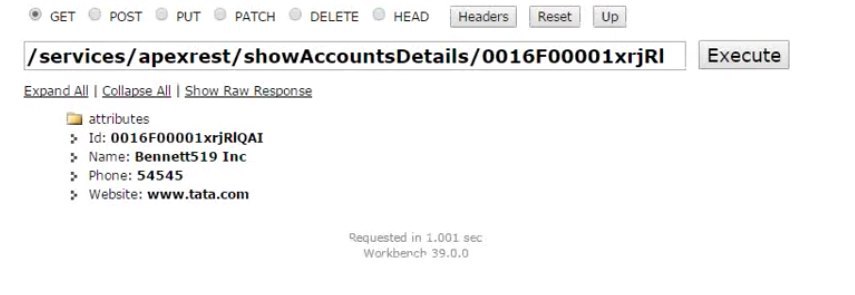 GET POST PUT PATCH DELETE HEAD Headers Reset Up
/services/apexrest/showAccountsDetails/0016F00001xrjRl Execute
Expand All | Collapse All | Show Raw Response
attributes
Id: 0016F00001xrjRlQAI
Name: Bennett519 Inc
Phone: 54545
Website: www.tata.com
Requested in 1.001 sec
Workbench 39.0.0